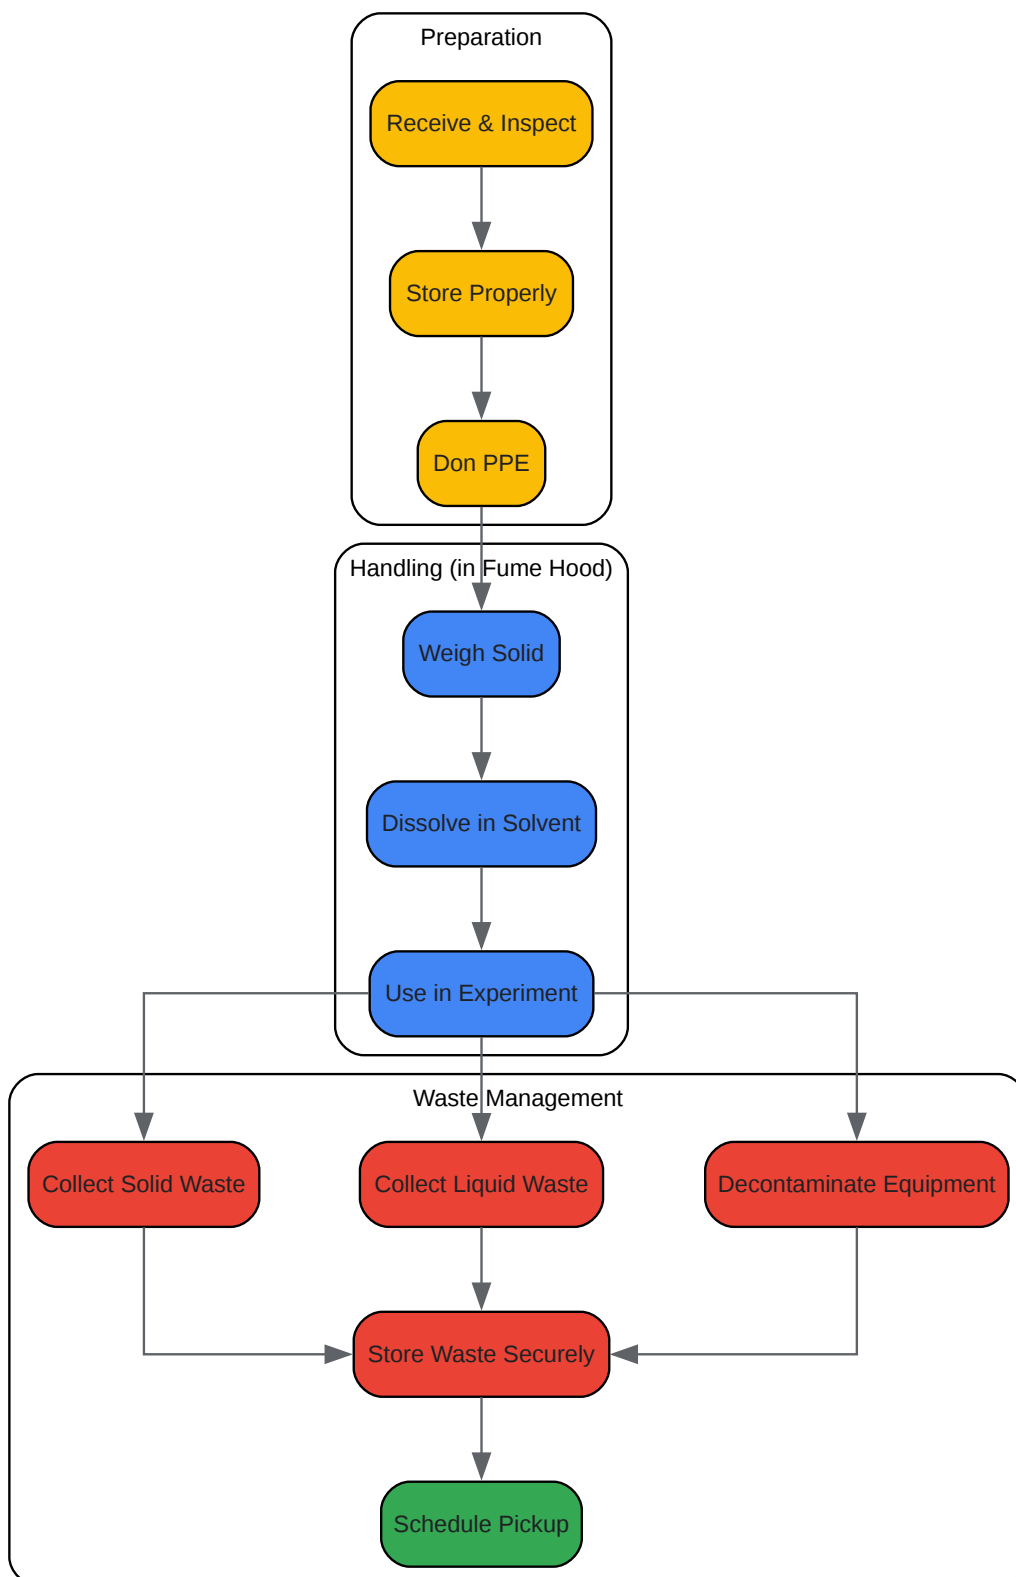 Preparation
Receive & Inspect
Store Properly
Don PPE
Handling (in Fume Hood)
Weigh Solid
Dissolve in Solvent
Use in Experiment
Waste Management
Collect Solid Waste
Collect Liquid Waste
Decontaminate Equipment
Store Waste Securely
Schedule Pickup